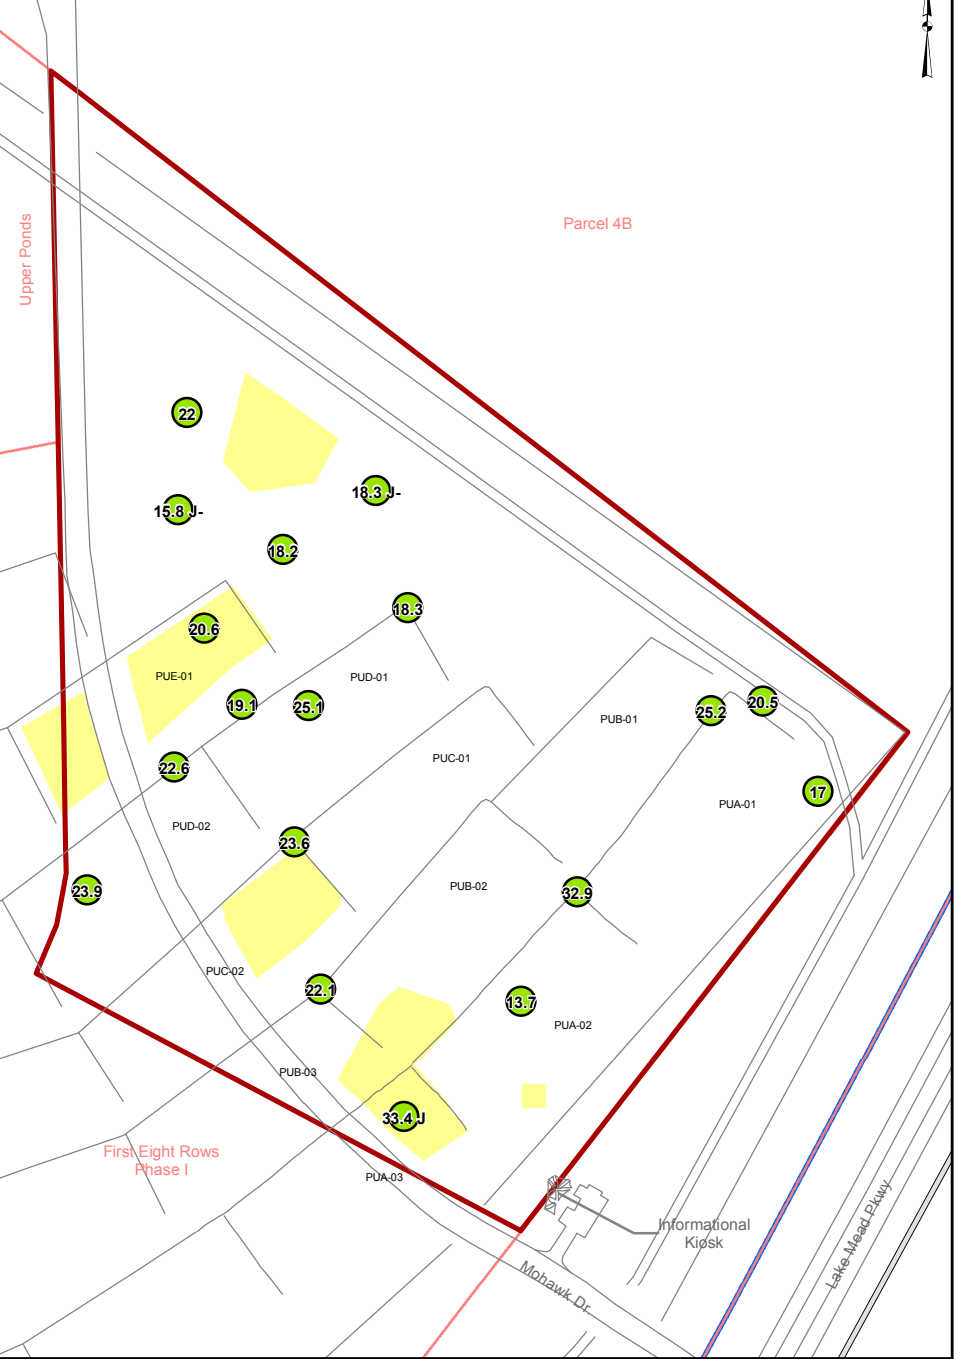 Parcel 4B
Upper Ponds
22
18.3 J-
15.8 J-
18.2
18.3
20.6
PUE-01
PUD-01
19.1
25.1
25.2
20.5
PUB-01
PUC-01
22.6
17
PUA-01
PUD-02
23.6
PUB-02
23.9
32.9
PUC-02
22.1
13.7
PUA-02
PUB-03
33.4 J
First Eight Rows
Phase I
PUA-03
Informational
Kiosk
Lake Mead Pkwy
Mohawk Dr.